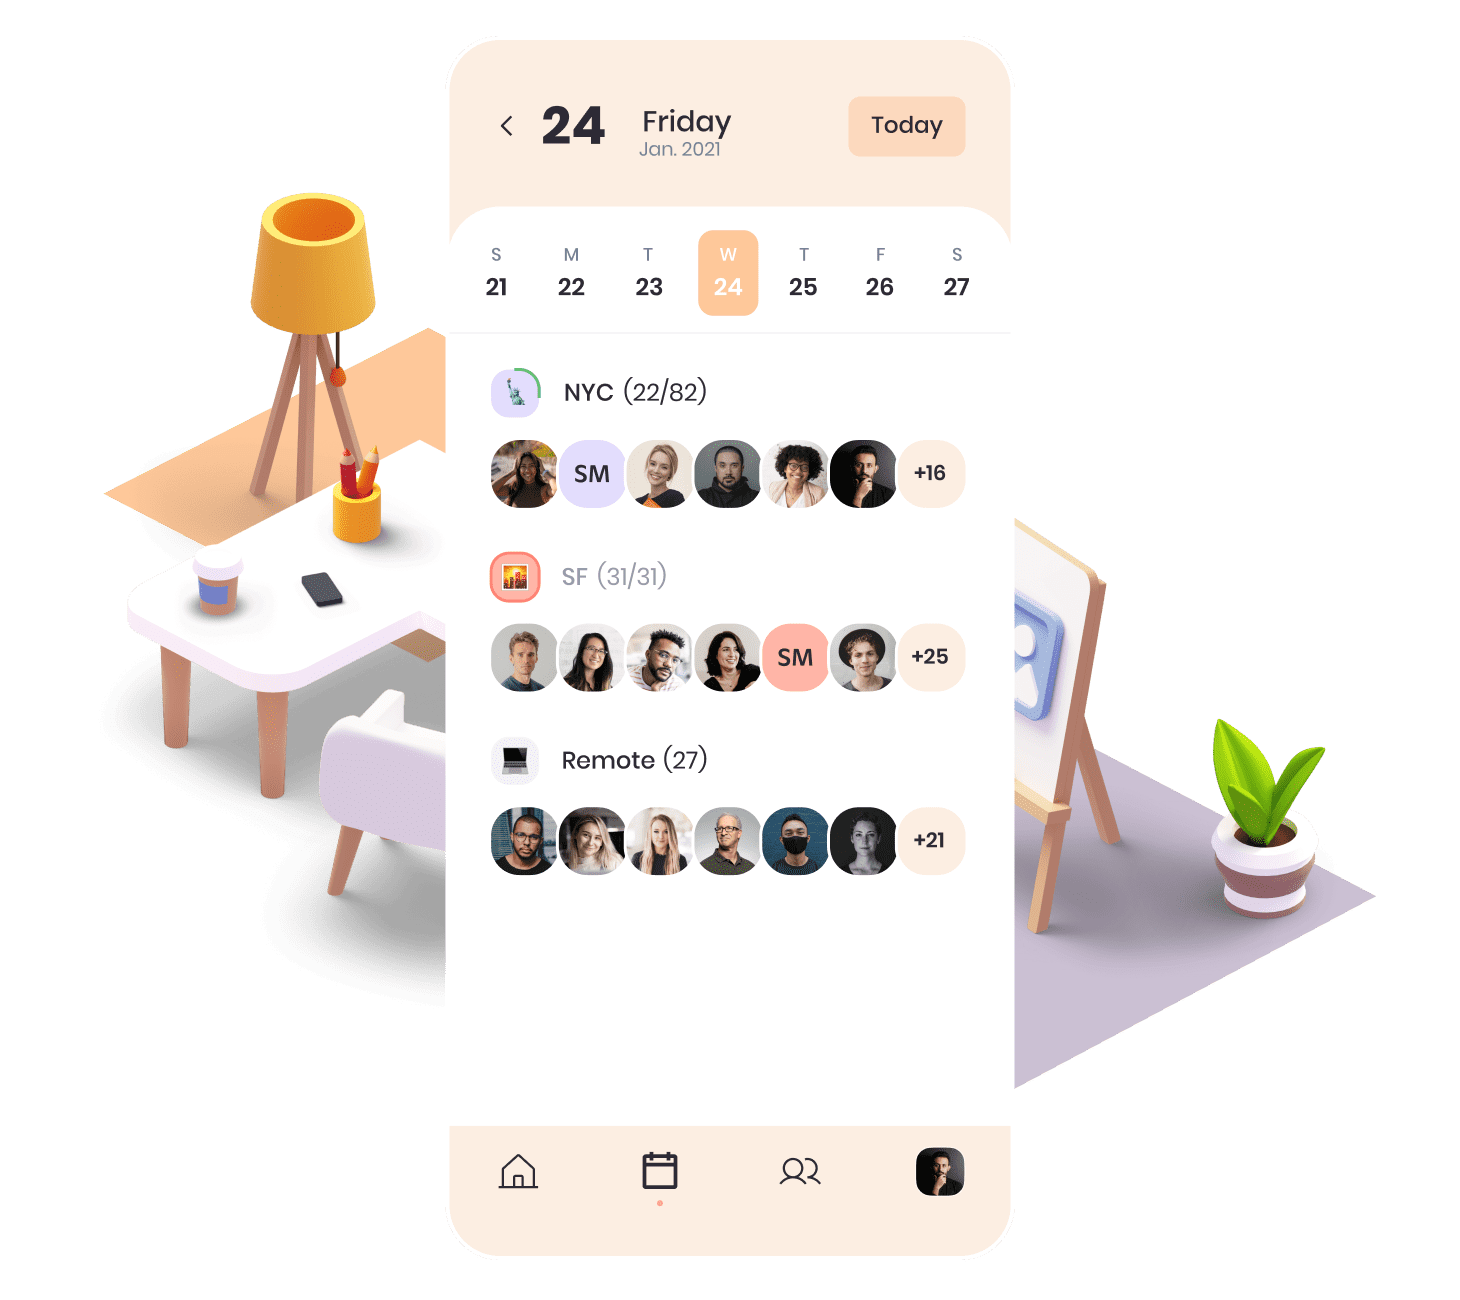 24 Friday Today
Jan. 2021
S M T W T F S
21 22 23 24 25 26 27
NYC (22/82)
SM +16
SF (31/31)
SM +25
Remote (27)
+21